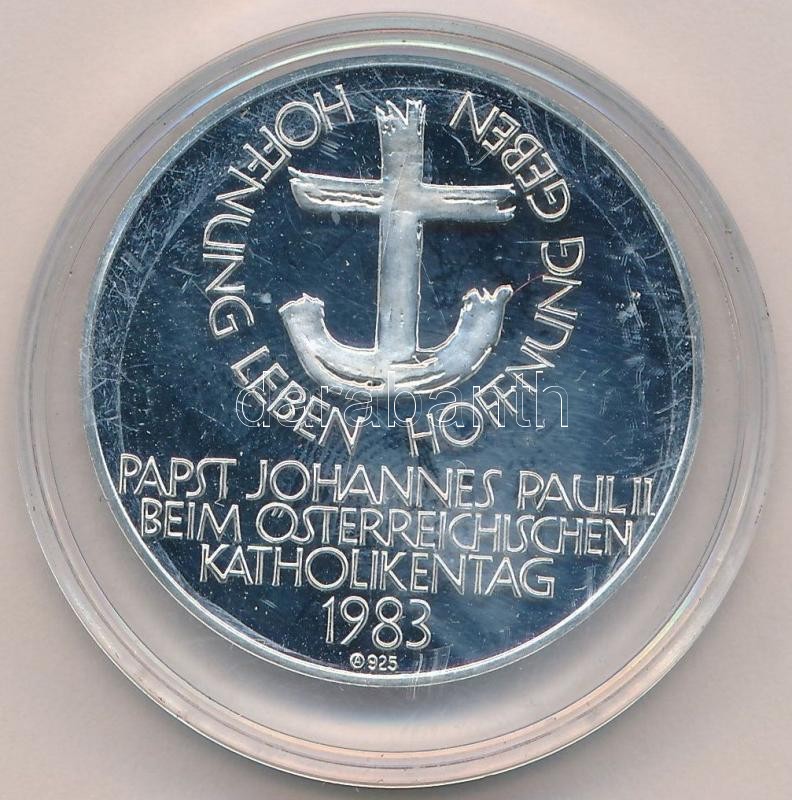 HOFFNUNG LEBEN HOFFNUNG GEBEN
PAPST JOHANNES PAUL II.
BEIM ÖSTERREICHISCHEN
KATHOLIKENTAG
1983
A 925
darabanth